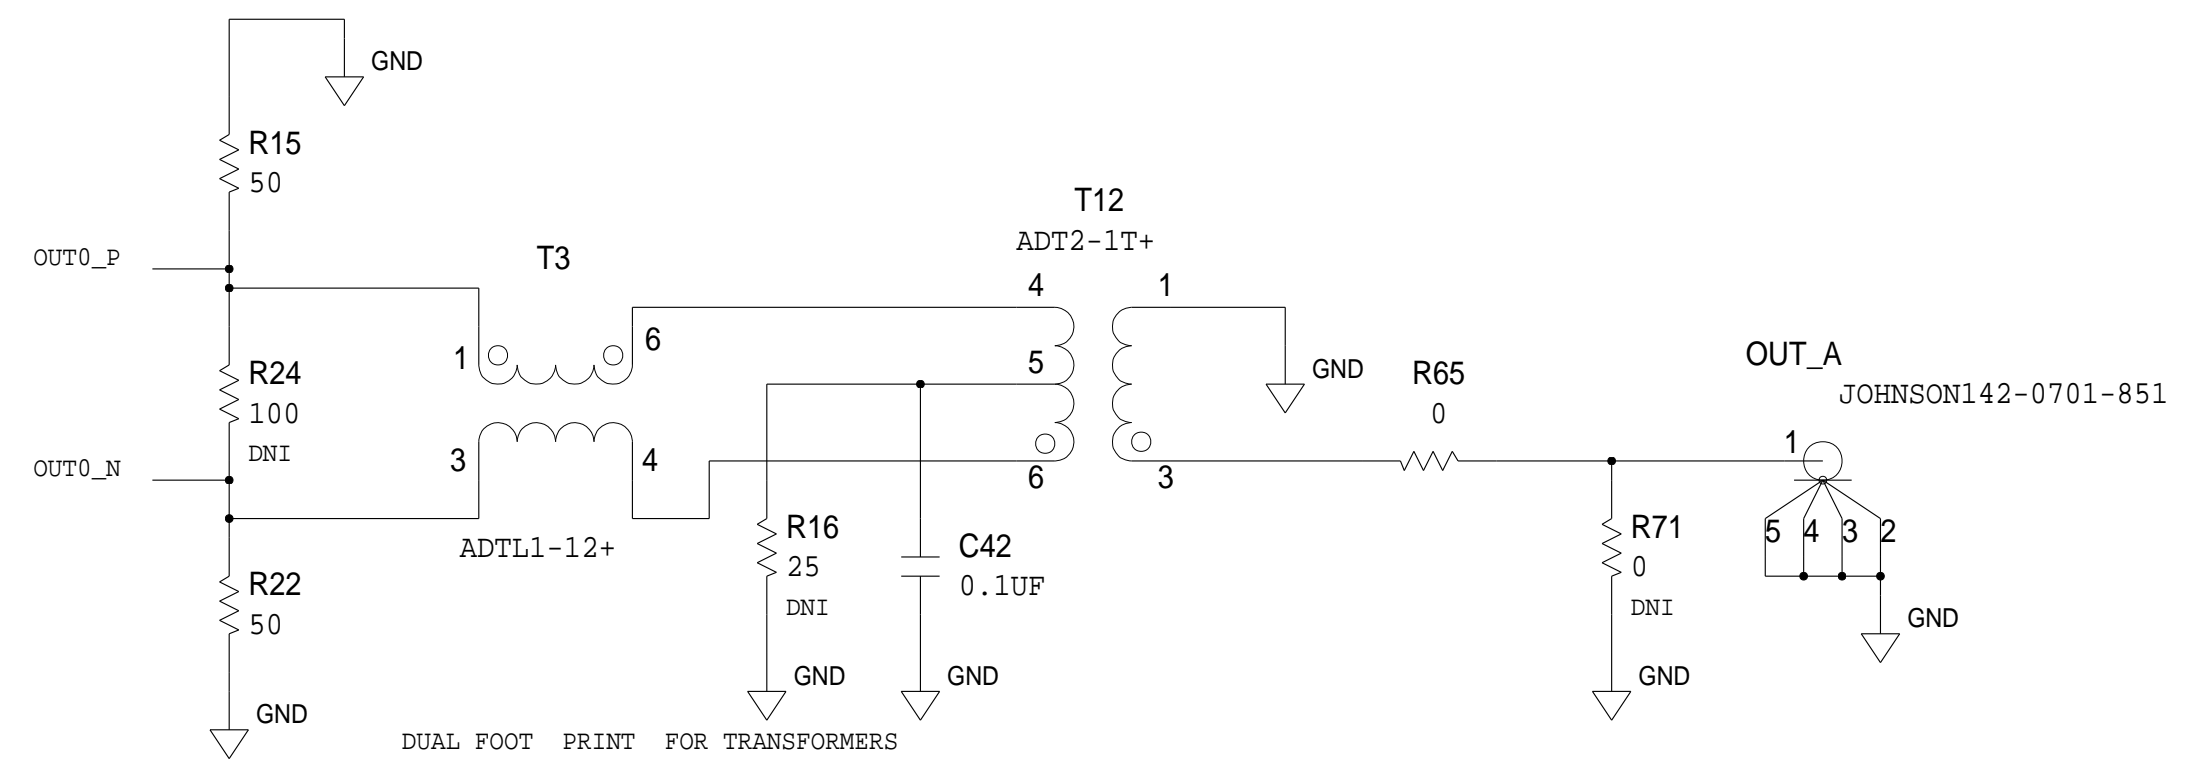 GND
R15
50
T12
ADT2-1T+
OUT0_P
T3
4
1
1
6
5
R24
100
DNI
GND
R65
0
OUT_A
JOHNSON142-0701-851
1
OUT0_N
3
4
6
3
ADTL1-12+
R16
25
DNI
C42
0.1UF
R71
0
DNI
5
4
3
2
R22
50
GND
GND
GND
GND
GND
DUAL FOOT PRINT FOR TRANSFORMERS